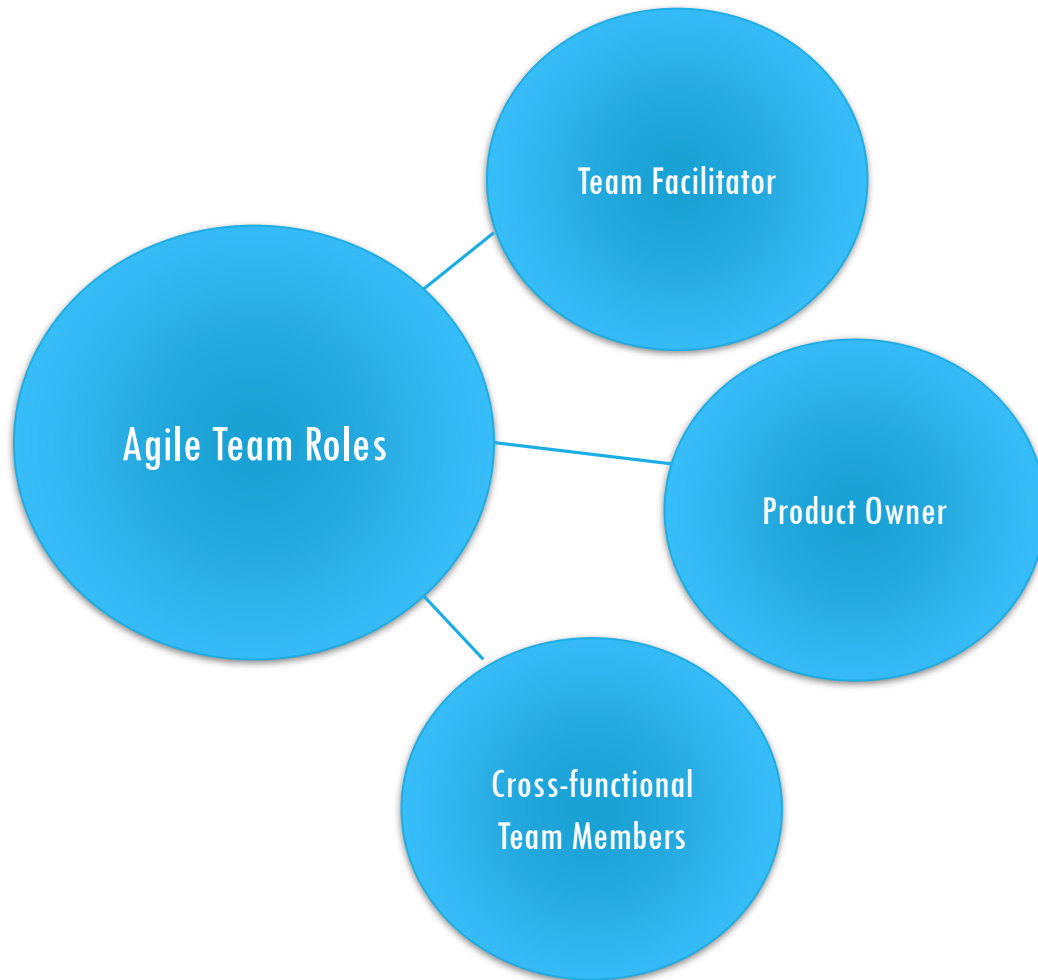 Team Facilitator
Agile Team Roles
Product Owner
Cross-functional
Team Members